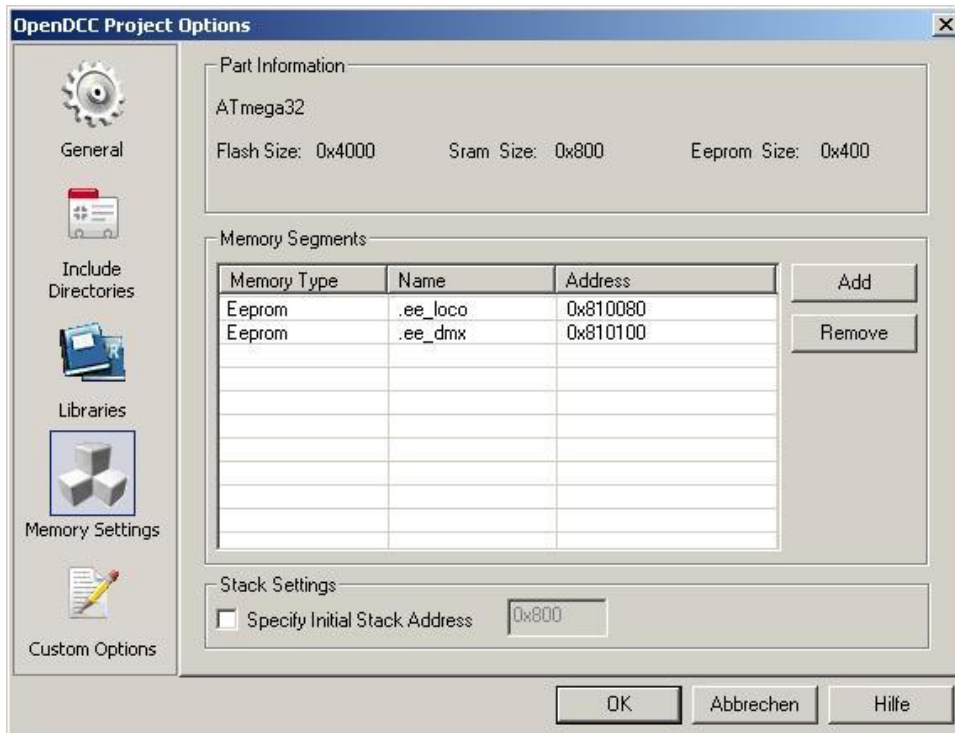 OpenDCC Project Options
General
Include
Directories
Libraries
Memory Settings
Custom Options
Part Information
ATmega32
Flash Size: 0x4000 Sram Size: 0x800 Eeprom Size: 0x400
Memory Segments
Memory Type Name Address
Eeprom .ee_loco 0x810080
Eeprom .ee_dmx 0x810100
Add
Remove
Stack Settings
Specify Initial Stack Address 0x800
OK Abbrechen Hilfe